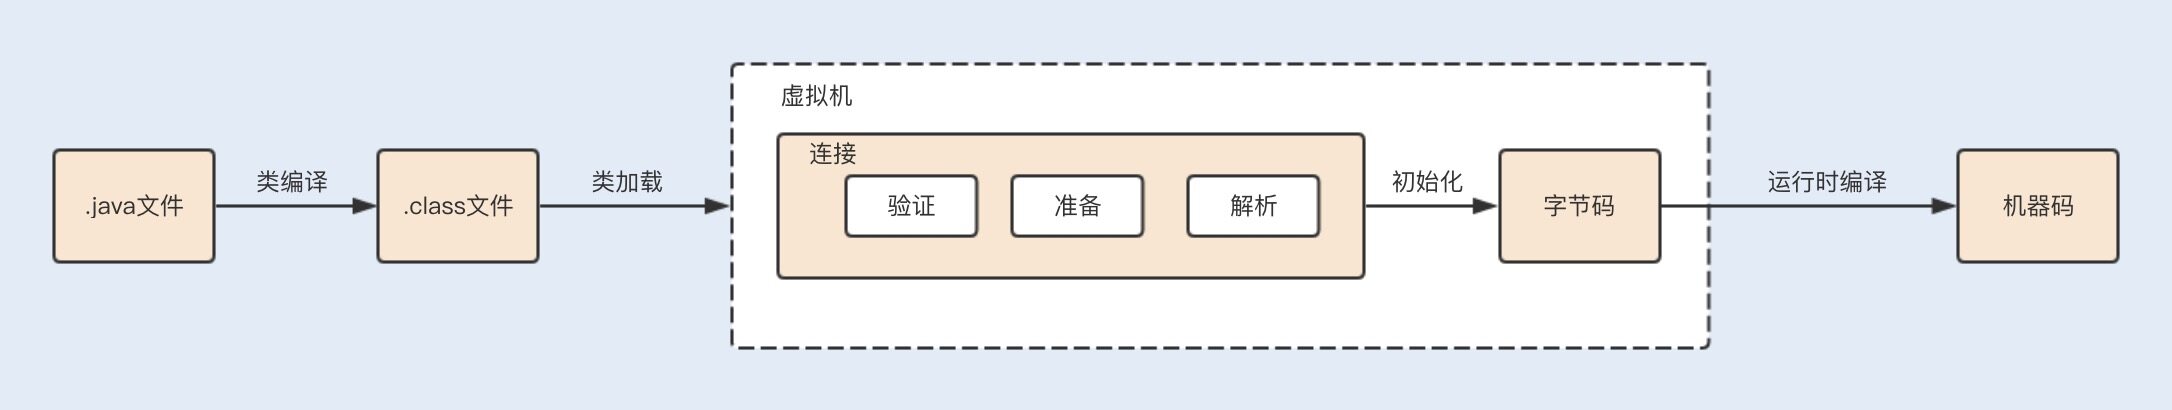 虚拟机
连接
.java文件
类编译
.class文件
类加载
验证
准备
解析
初始化
字节码
运行时编译
机器码